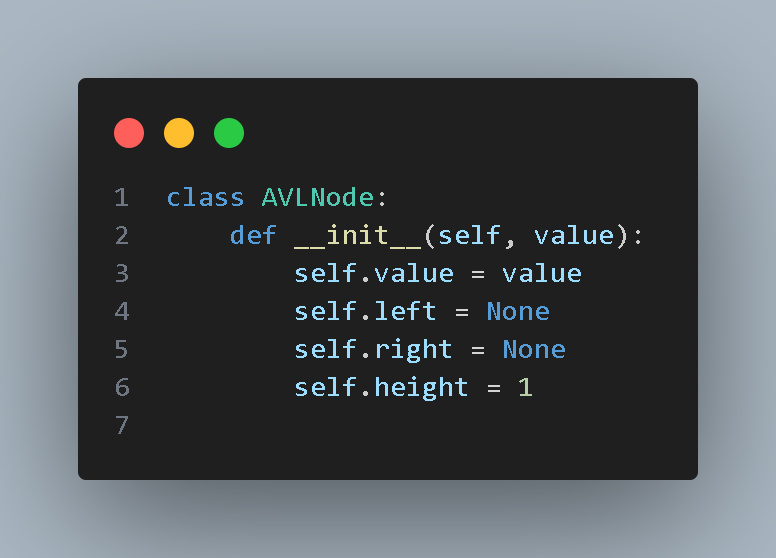 1 class AVLNode:
2     def __init__(self, value):
3         self.value = value
4         self.left = None
5         self.right = None
6         self.height = 1
7